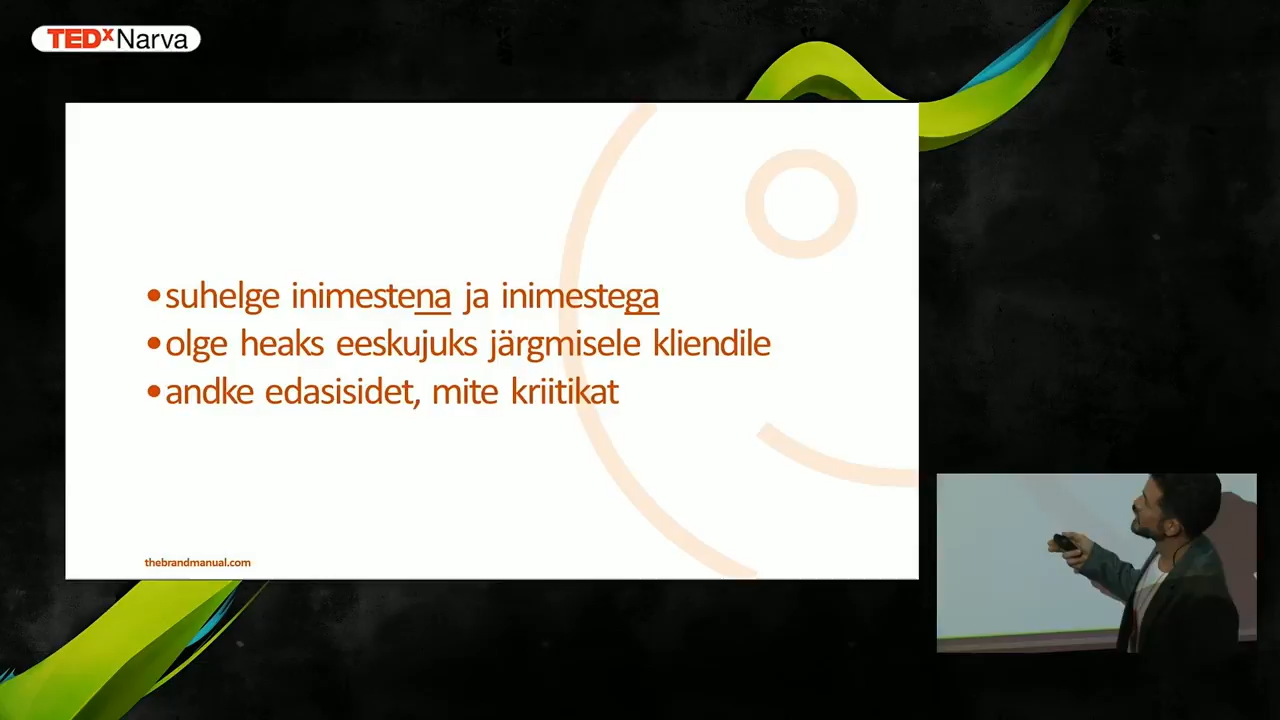 TEDxNarva
•suhelge inimestena ja inimestega
•olge heaks eeskujuks järgmisele kliendile
•andke edasisidet, mite kriitikat
thebrandmanual.com